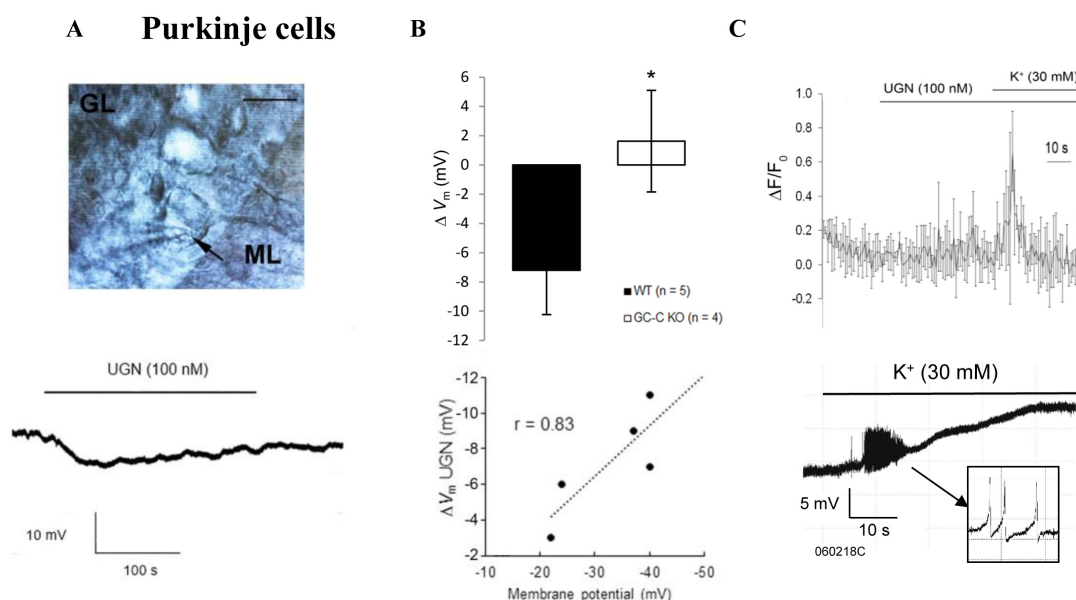 A Purkinje cells
GL
ML
UGN (100 nM)
10 mV
100 s
B
6
4
2
0
-2
-4
-6
-8
-10
-12
Δ Vm (mV)
*
WT (n = 5)
GC-C KO (n = 4)
-12
-10
-8
-6
-4
-2
ΔVm UGN (mV)
r = 0.83
-10 -20 -30 -40 -50
Membrane potential (mV)
C
K⁺ (30 mM)
UGN (100 nM)
1.0
0.8
0.6
0.4
0.2
0.0
-0.2
ΔF/F₀
10 s
K⁺ (30 mM)
5 mV
10 s
060218C